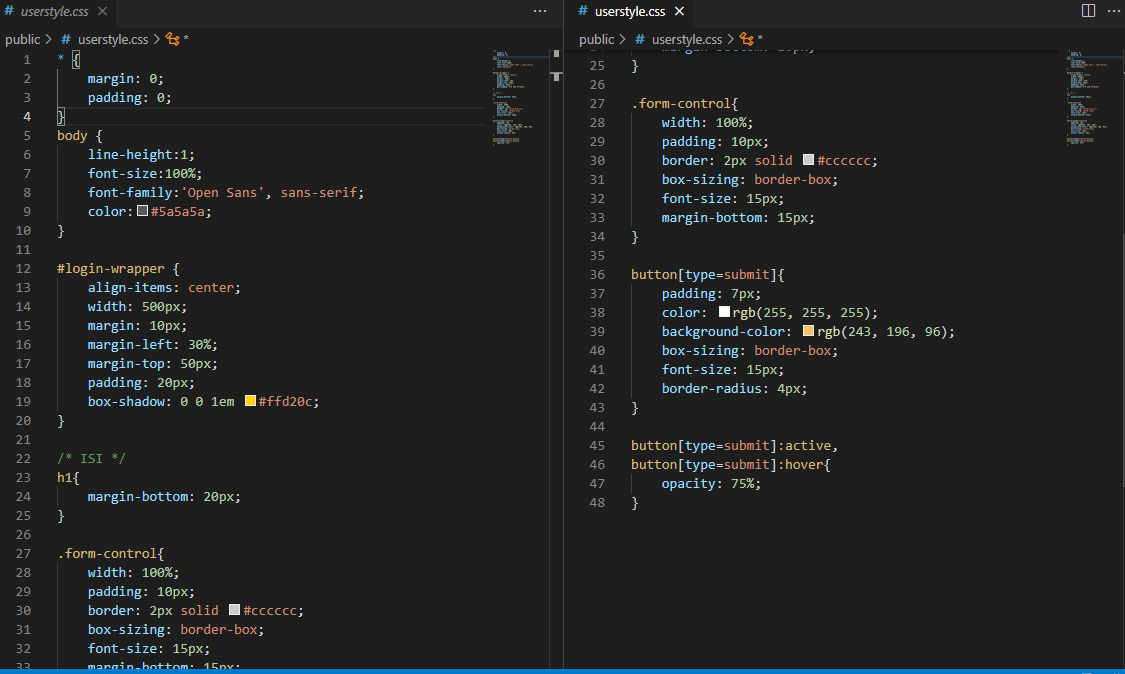 # userstyle.css ×
public > # userstyle.css > *
1 * {
2 margin: 0;
3 padding: 0;
4 }
5 body {
6 line-height:1;
7 font-size:100%;
8 font-family:'Open Sans', sans-serif;
9 color:#5a5a5a;
10 }
11
12 #login-wrapper {
13 align-items: center;
14 width: 500px;
15 margin: 10px;
16 margin-left: 30%;
17 margin-top: 50px;
18 padding: 20px;
19 box-shadow: 0 0 1em #ffd20c;
20 }
21
22 /* ISI */
23 h1{
24 margin-bottom: 20px;
25 }
26
27 .form-control{
28 width: 100%;
29 padding: 10px;
30 border: 2px solid #cccccc;
31 box-sizing: border-box;
32 font-size: 15px;
33 margin-bottom: 15px;
# userstyle.css ×
public > # userstyle.css > *
25 }
26
27 .form-control{
28 width: 100%;
29 padding: 10px;
30 border: 2px solid #cccccc;
31 box-sizing: border-box;
32 font-size: 15px;
33 margin-bottom: 15px;
34 }
35
36 button[type=submit]{
37 padding: 7px;
38 color: rgb(255, 255, 255);
39 background-color: rgb(243, 196, 96);
40 box-sizing: border-box;
41 font-size: 15px;
42 border-radius: 4px;
43 }
44
45 button[type=submit]:active,
46 button[type=submit]:hover{
47 opacity: 75%;
48 }